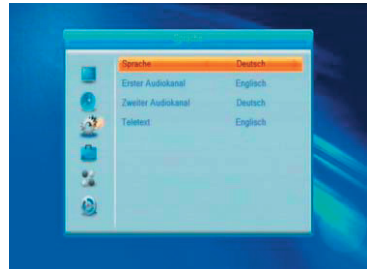 Sprache Deutsch
Erster Audiokanal Englisch
Zweiter Audiokanal Deutsch
Teletext Englisch